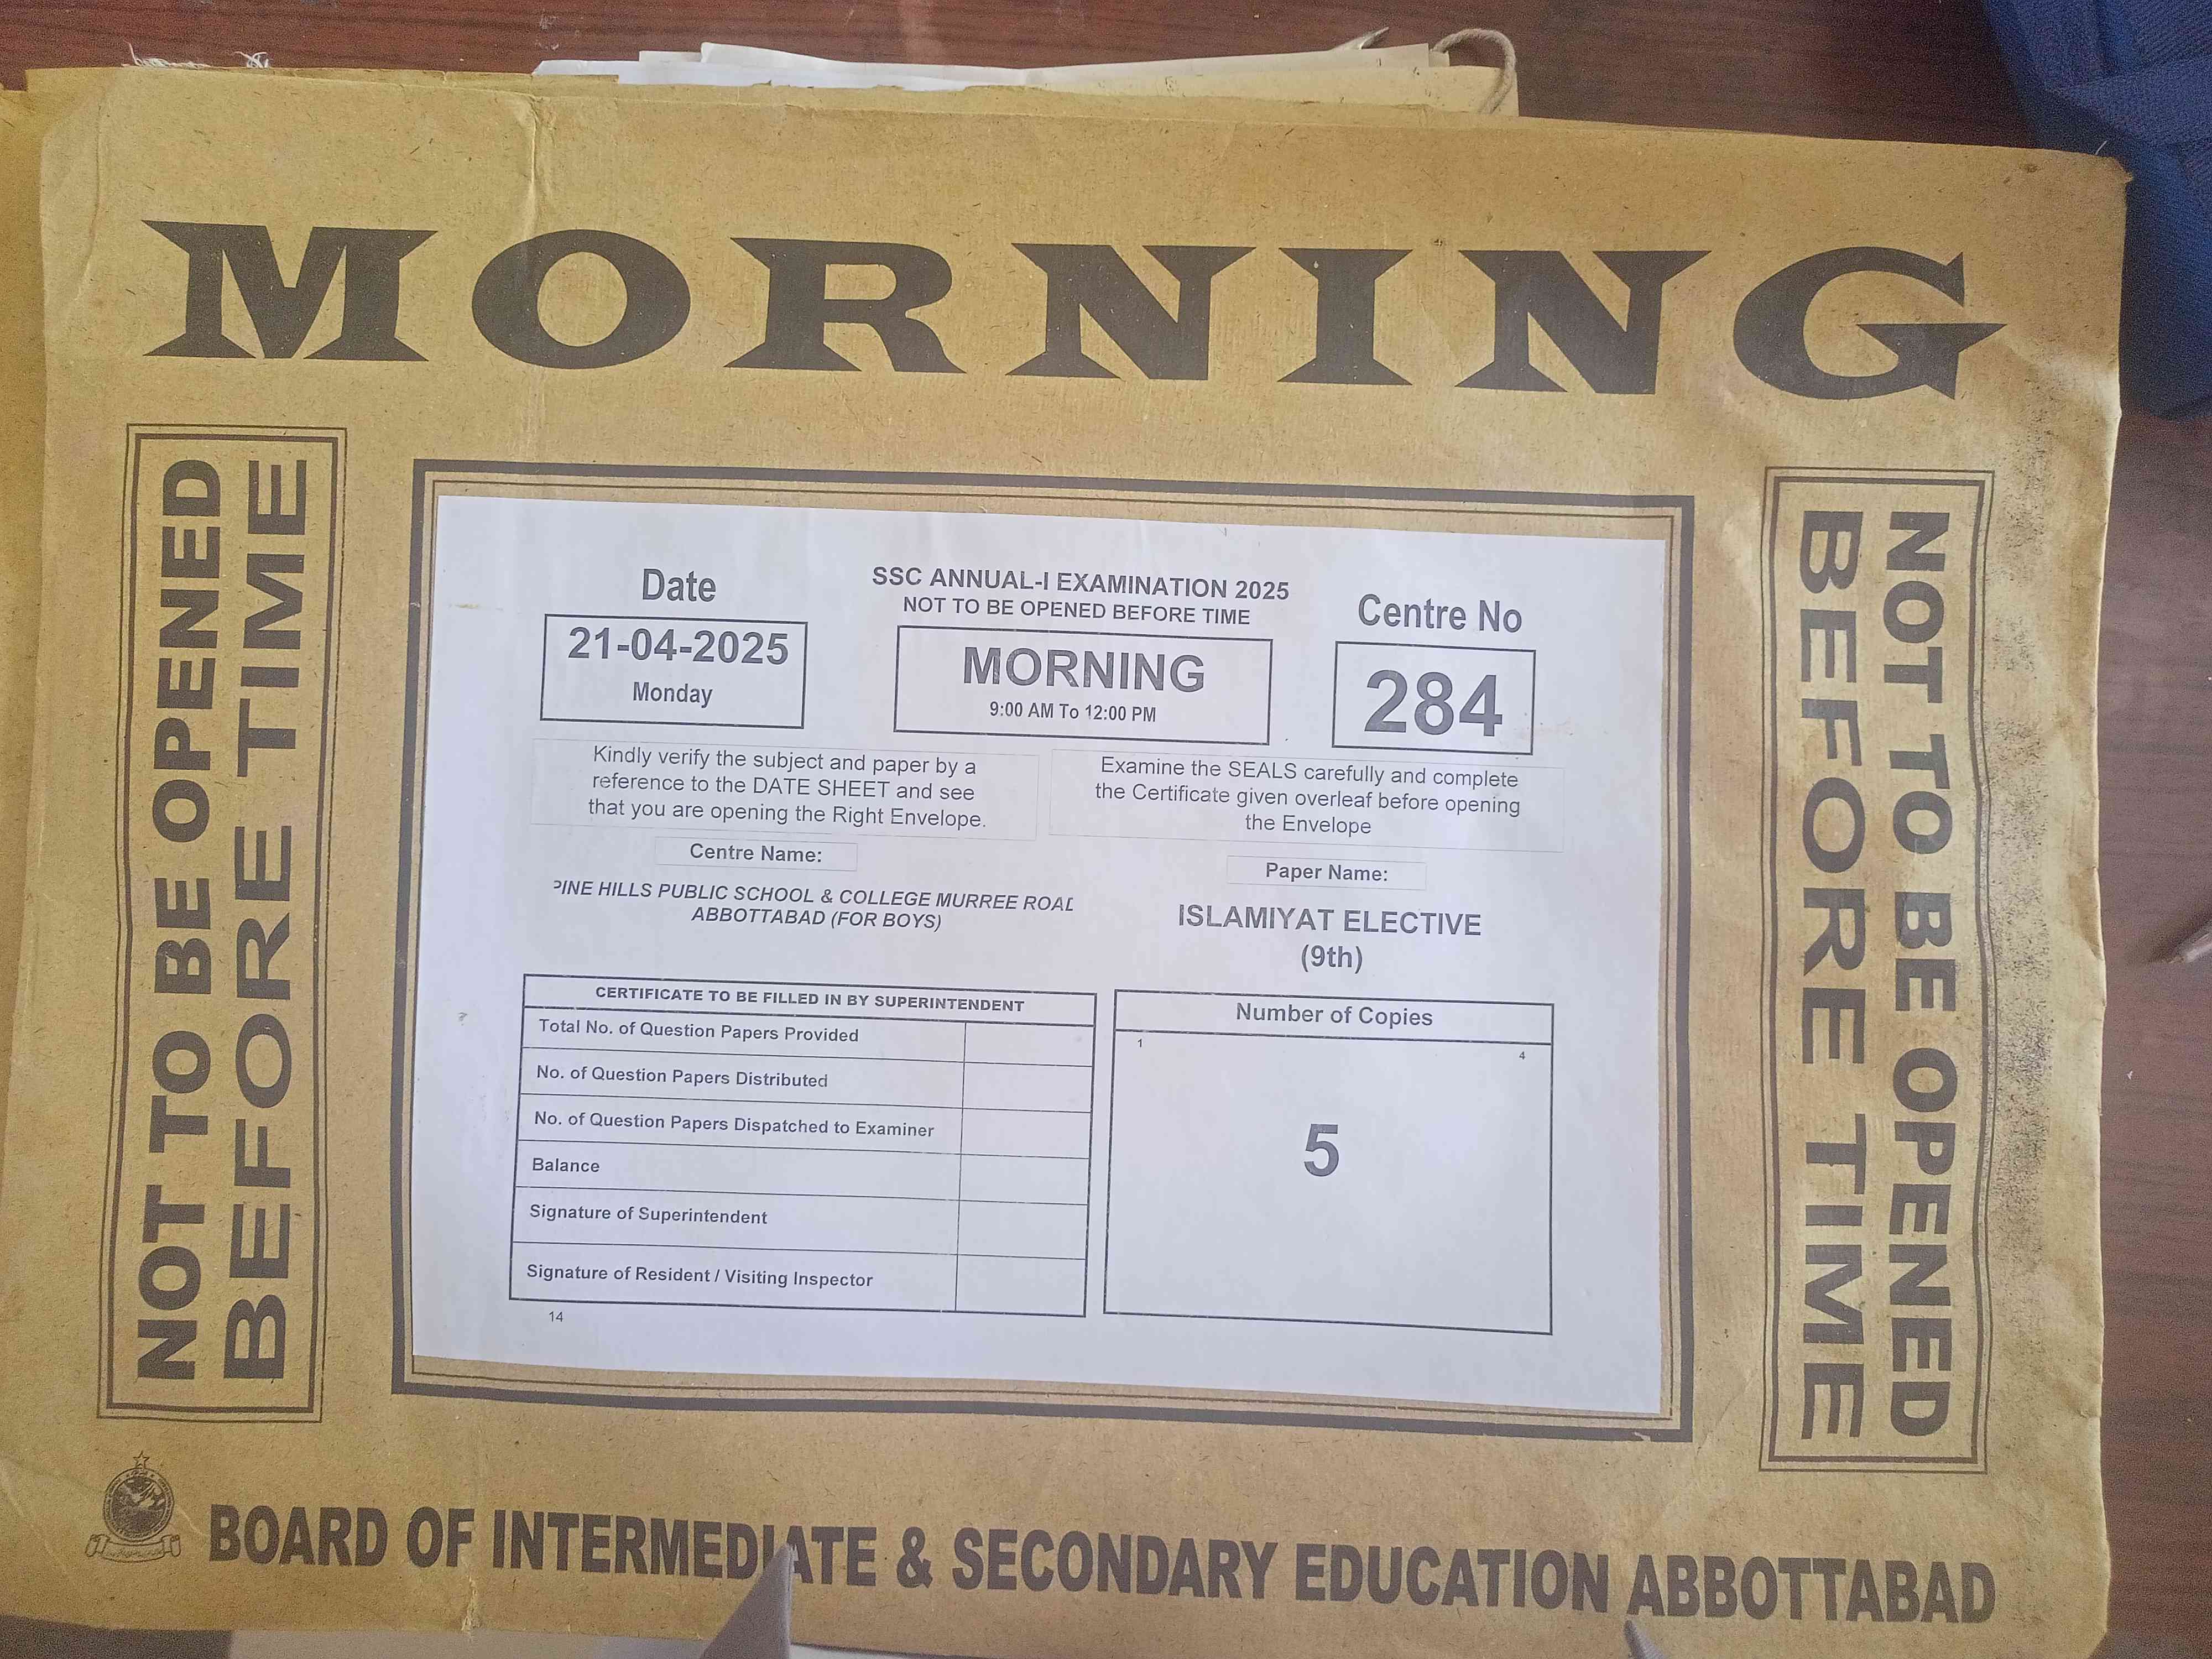 MORNING
NOT TO BE OPENED
BEFORE TIME
Date
21-04-2025
Monday
SSC ANNUAL-I EXAMINATION 2025
NOT TO BE OPENED BEFORE TIME
MORNING
9:00 AM To 12:00 PM
Centre No
284
Kindly verify the subject and paper by a
reference to the DATE SHEET and see
that you are opening the Right Envelope.
Examine the SEALS carefully and complete
the Certificate given overleaf before opening
the Envelope
Centre Name:
PINE HILLS PUBLIC SCHOOL & COLLEGE MURREE ROAD
ABBOTTABAD (FOR BOYS)
Paper Name:
ISLAMIYAT ELECTIVE
(9th)
CERTIFICATE TO BE FILLED IN BY SUPERINTENDENT
Total No. of Question Papers Provided
No. of Question Papers Distributed
No. of Question Papers Dispatched to Examiner
Balance
Signature of Superintendent
Signature of Resident / Visiting Inspector
14
Number of Copies
1
4
5
NOT TO BE OPENED
BEFORE TIME
BOARD OF INTERMEDIATE & SECONDARY EDUCATION ABBOTTABAD